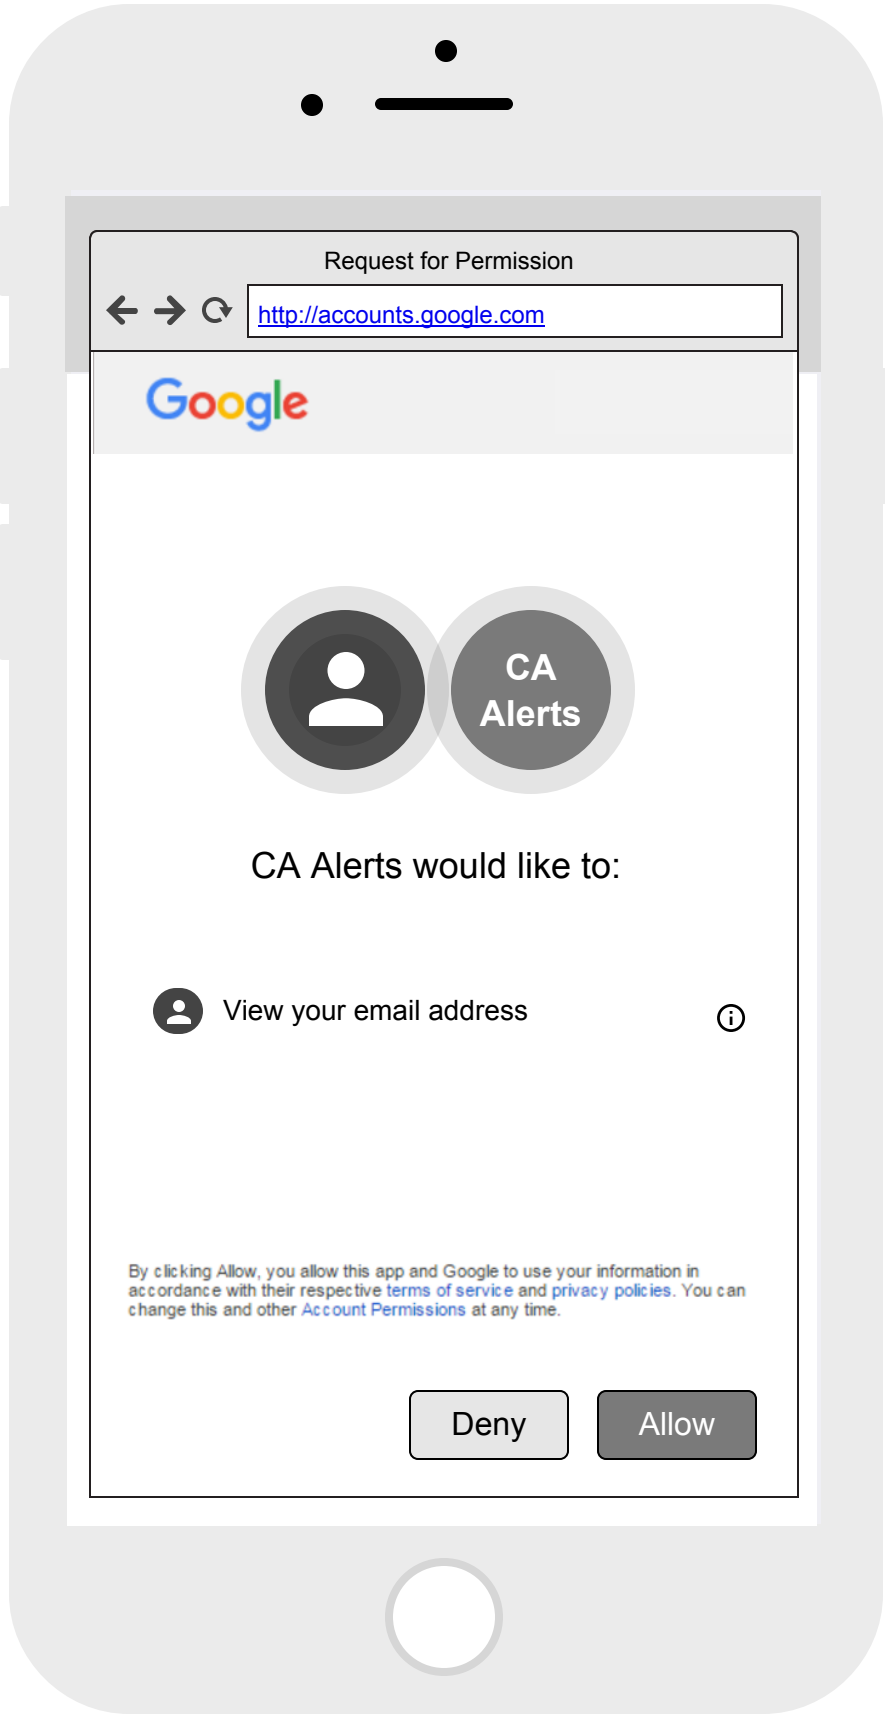 Request for Permission
http://accounts.google.com
Google
CA
Alerts
CA Alerts would like to:
View your email address
By clicking Allow, you allow this app and Google to use your information in
accordance with their respective terms of service and privacy policies. You can
change this and other Account Permissions at any time.
Deny
Allow